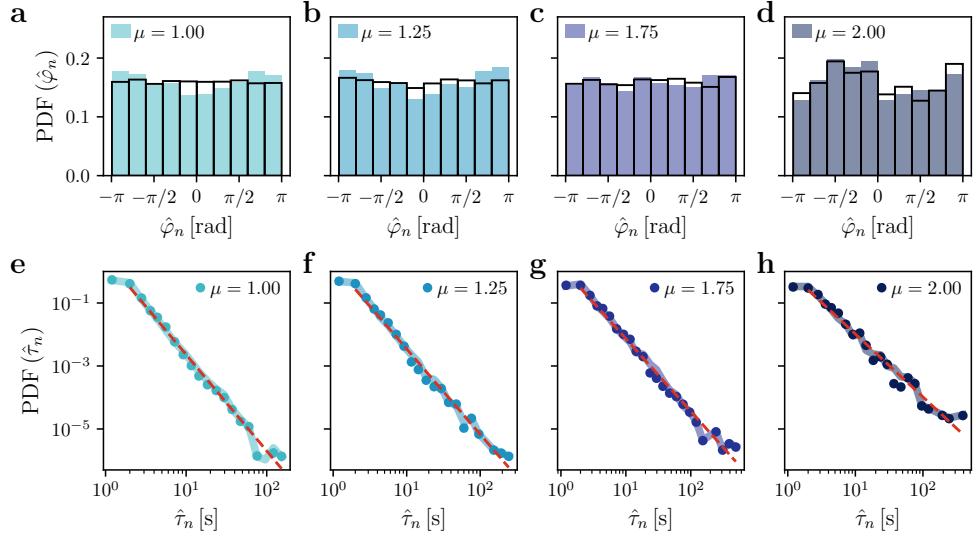 a b c d
μ = 1.00 μ = 1.25 μ = 1.75 μ = 2.00
PDF (φ̂ₙ)
0.2
0.1
0.0
−π −π/2 0 π/2 π −π −π/2 0 π/2 π −π −π/2 0 π/2 π −π −π/2 0 π/2 π
φ̂ₙ [rad] φ̂ₙ [rad] φ̂ₙ [rad] φ̂ₙ [rad]
e f g h
μ = 1.00 μ = 1.25 μ = 1.75 μ = 2.00
PDF (τ̂ₙ)
10⁻¹
10⁻³
10⁻⁵
10⁰ 10¹ 10² 10⁰ 10¹ 10² 10⁰ 10¹ 10² 10⁰ 10¹ 10²
τ̂ₙ [s] τ̂ₙ [s] τ̂ₙ [s] τ̂ₙ [s]